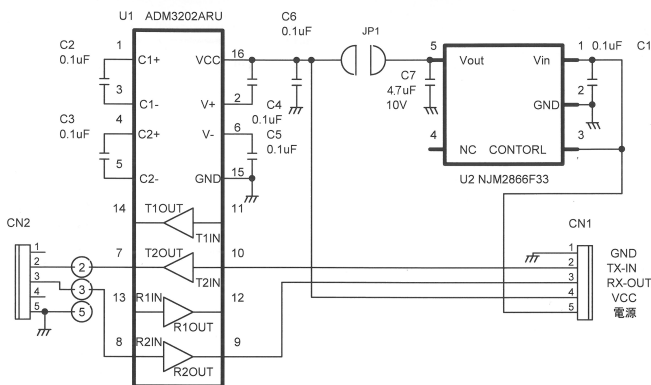 U1 ADM3202ARU
C6
0.1uF
JP1
C2
0.1uF
1
C1+
VCC
16
5
Vout
Vin
1
0.1uF
C1
C7
4.7uF
10V
3
C1-
V+
2
C4
0.1uF
GND
2
4
C2+
V-
6
C5
0.1uF
C3
0.1uF
4
NC
CONTORL
3
5
C2-
GND
15
U2 NJM2866F33
14
T1OUT
T1IN
11
CN2
CN1
1
2
3
4
5
2
3
5
7
T2OUT
T2IN
10
13
R1IN
R1OUT
12
8
R2IN
R2OUT
9
1
GND
2
TX-IN
3
RX-OUT
4
VCC
5
電源